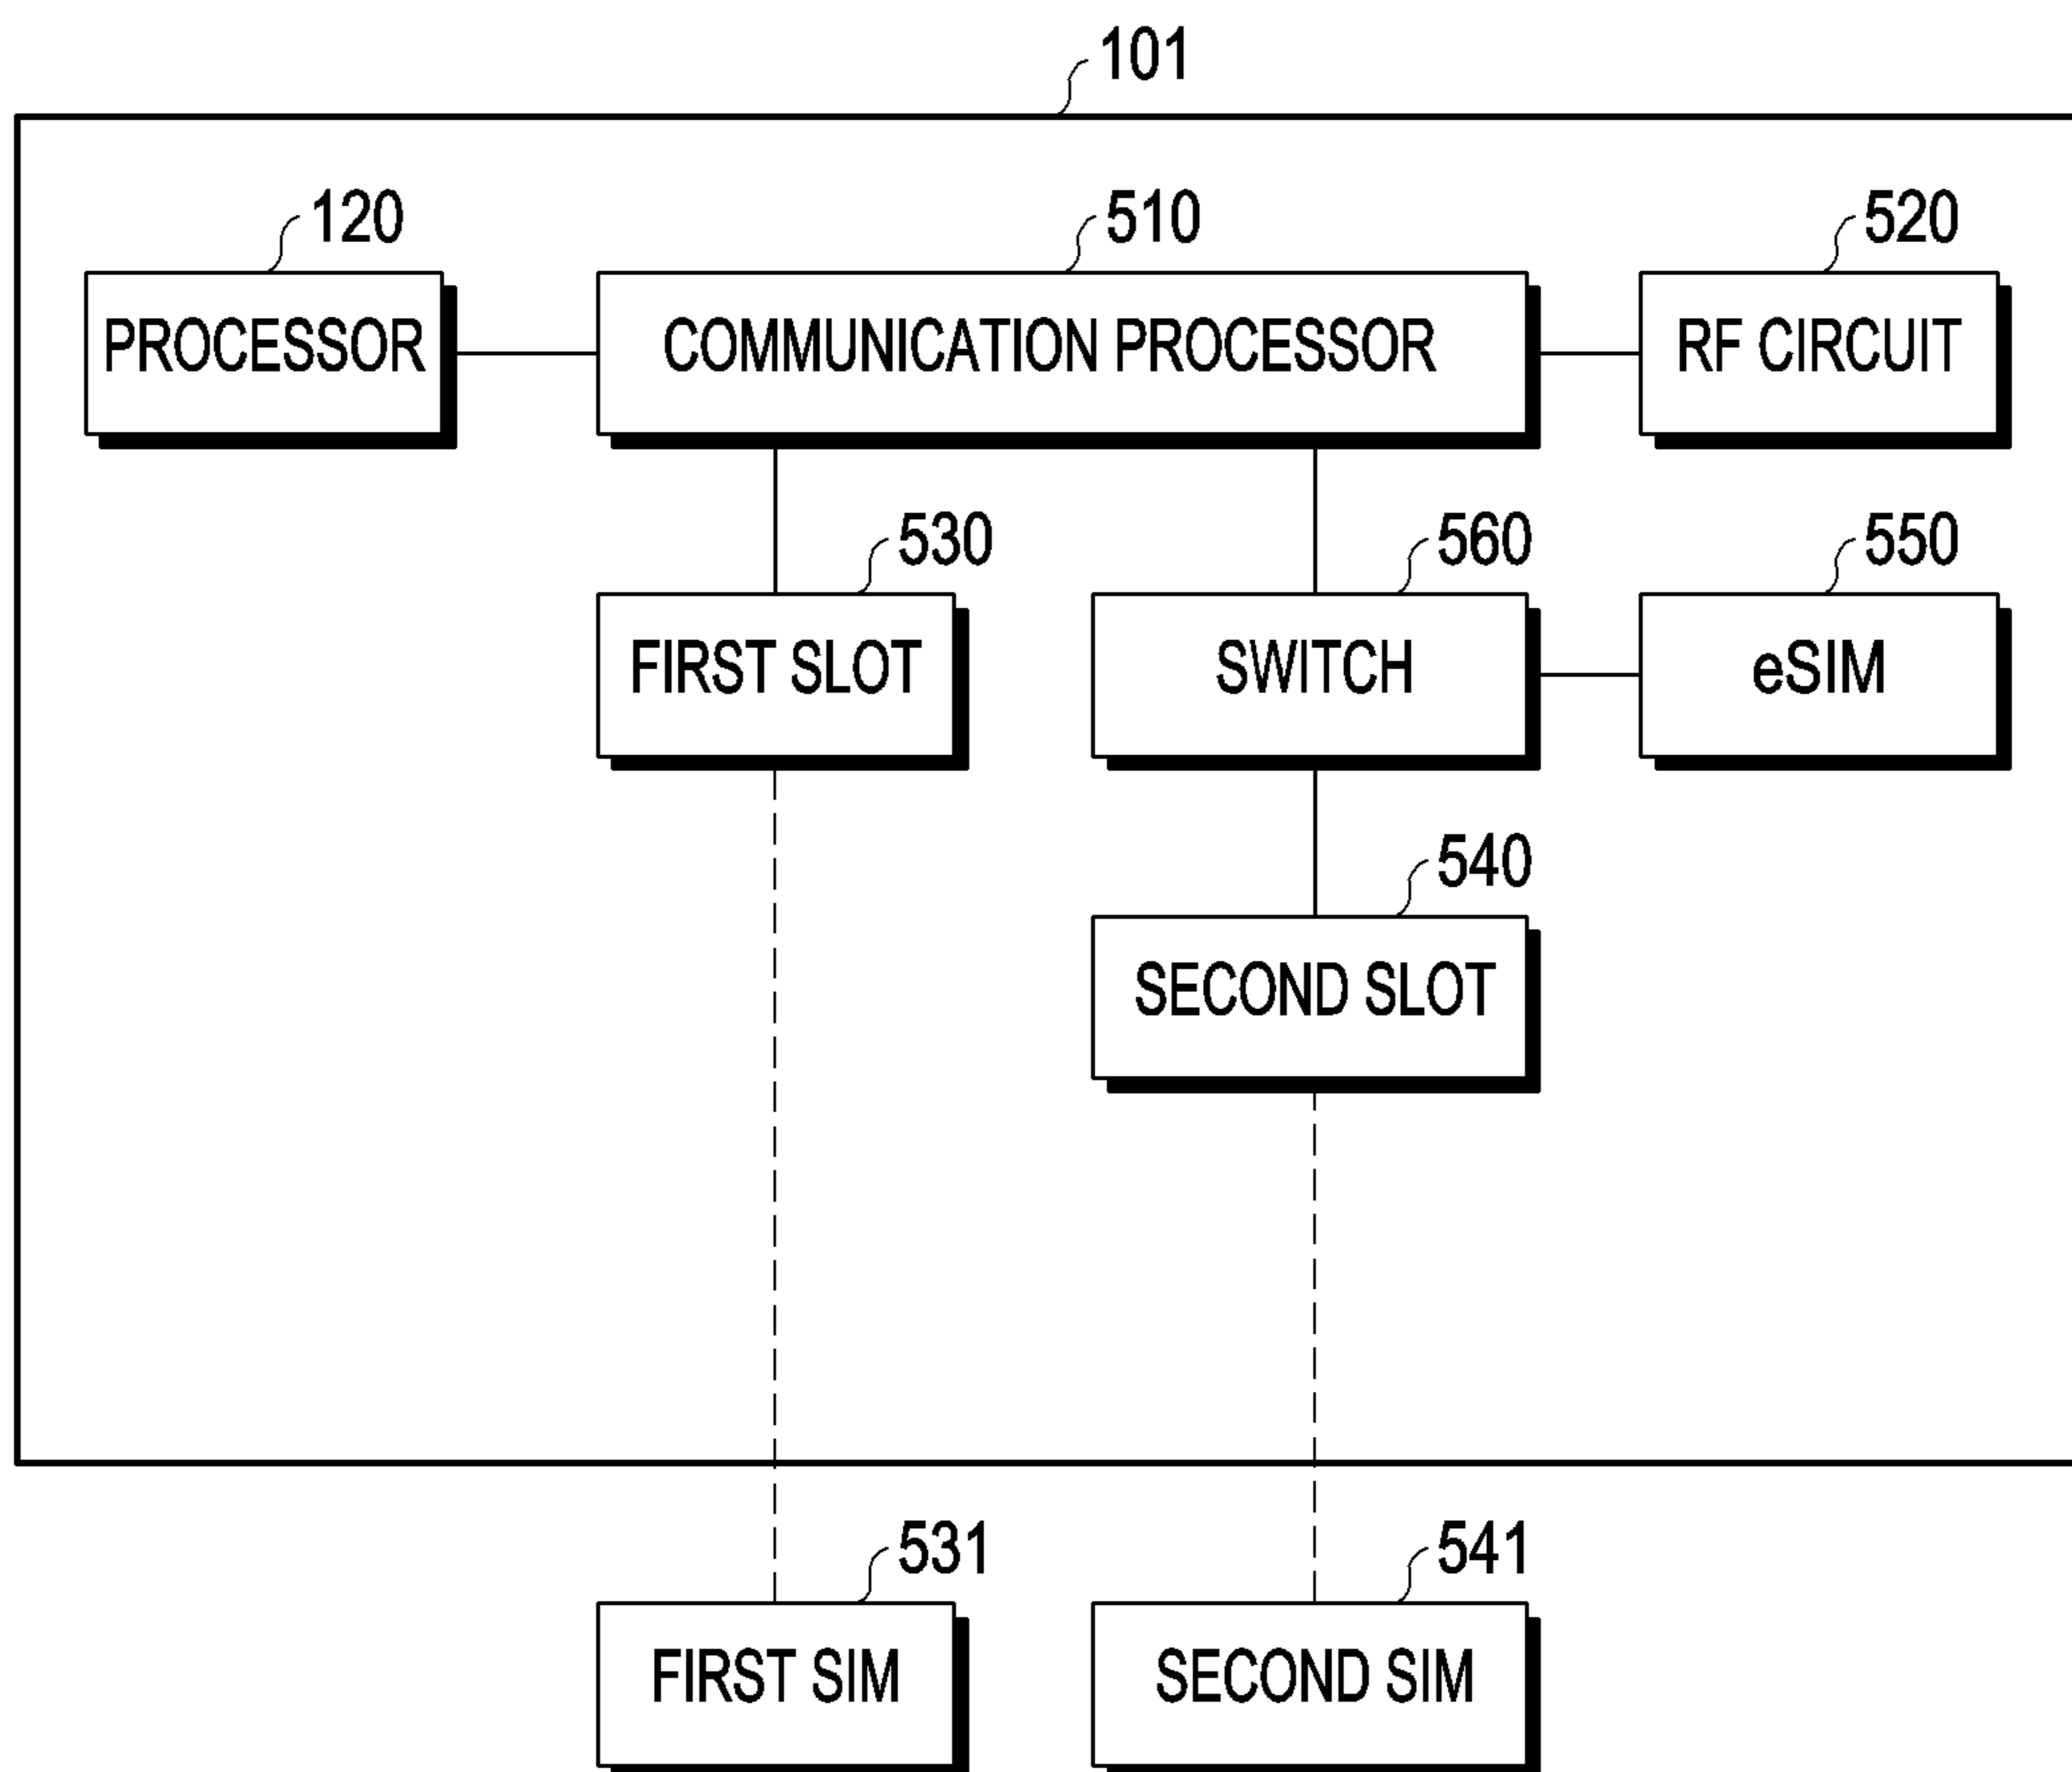 101
120
510
520
PROCESSOR
COMMUNICATION PROCESSOR
RF CIRCUIT
530
560
550
FIRST SLOT
SWITCH
eSIM
540
SECOND SLOT
531
541
FIRST SIM
SECOND SIM